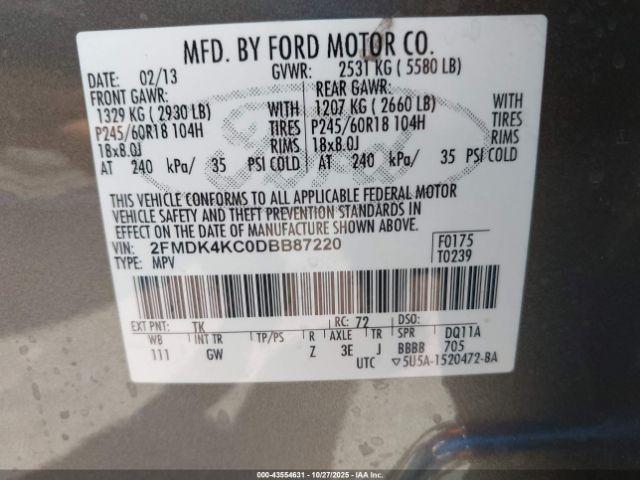 MFD. BY FORD MOTOR CO.
DATE: 02/13 GVWR: 2531 KG ( 5580 LB)
FRONT GAWR: REAR GAWR:
1329 KG ( 2930 LB) WITH 1207 KG ( 2660 LB) WITH
P245/60R18 104H TIRES P245/60R18 104H TIRES
18x8.0J RIMS 18x8.0J RIMS
AT 240 kPa/ 35 PSI COLD AT 240 kPa/ 35 PSI COLD
Ford
THIS VEHICLE CONFORMS TO ALL APPLICABLE FEDERAL MOTOR
VEHICLE SAFETY AND THEFT PREVENTION STANDARDS IN
EFFECT ON THE DATE OF MANUFACTURE SHOWN ABOVE.
VIN: 2FMDK4KC0DBB87220 F0175
TYPE: MPV T0239
EXT PNT: TK RC: 72 DSO:
WB INT TR TP/PS R AXLE TR SPR DQ11A
111 GW Z 3E J BBBB 705
UTC ▽5U5A-1520472-BA
000-43554631 - 10/27/2025 - IAAI.com